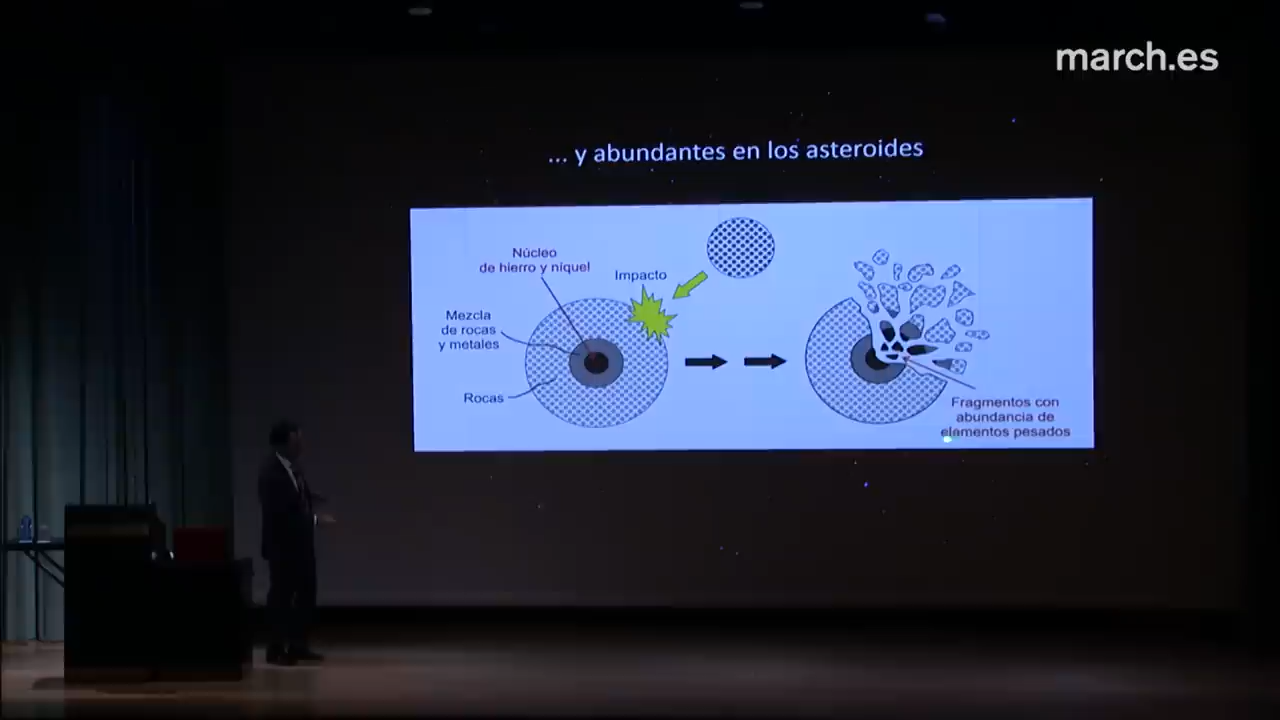 march.es
... y abundantes en los asteroides
Núcleo
de hierro y níquel
Impacto
Mezcla
de rocas
y metales
Rocas
Fragmentos con
abundancia de
elementos pesados